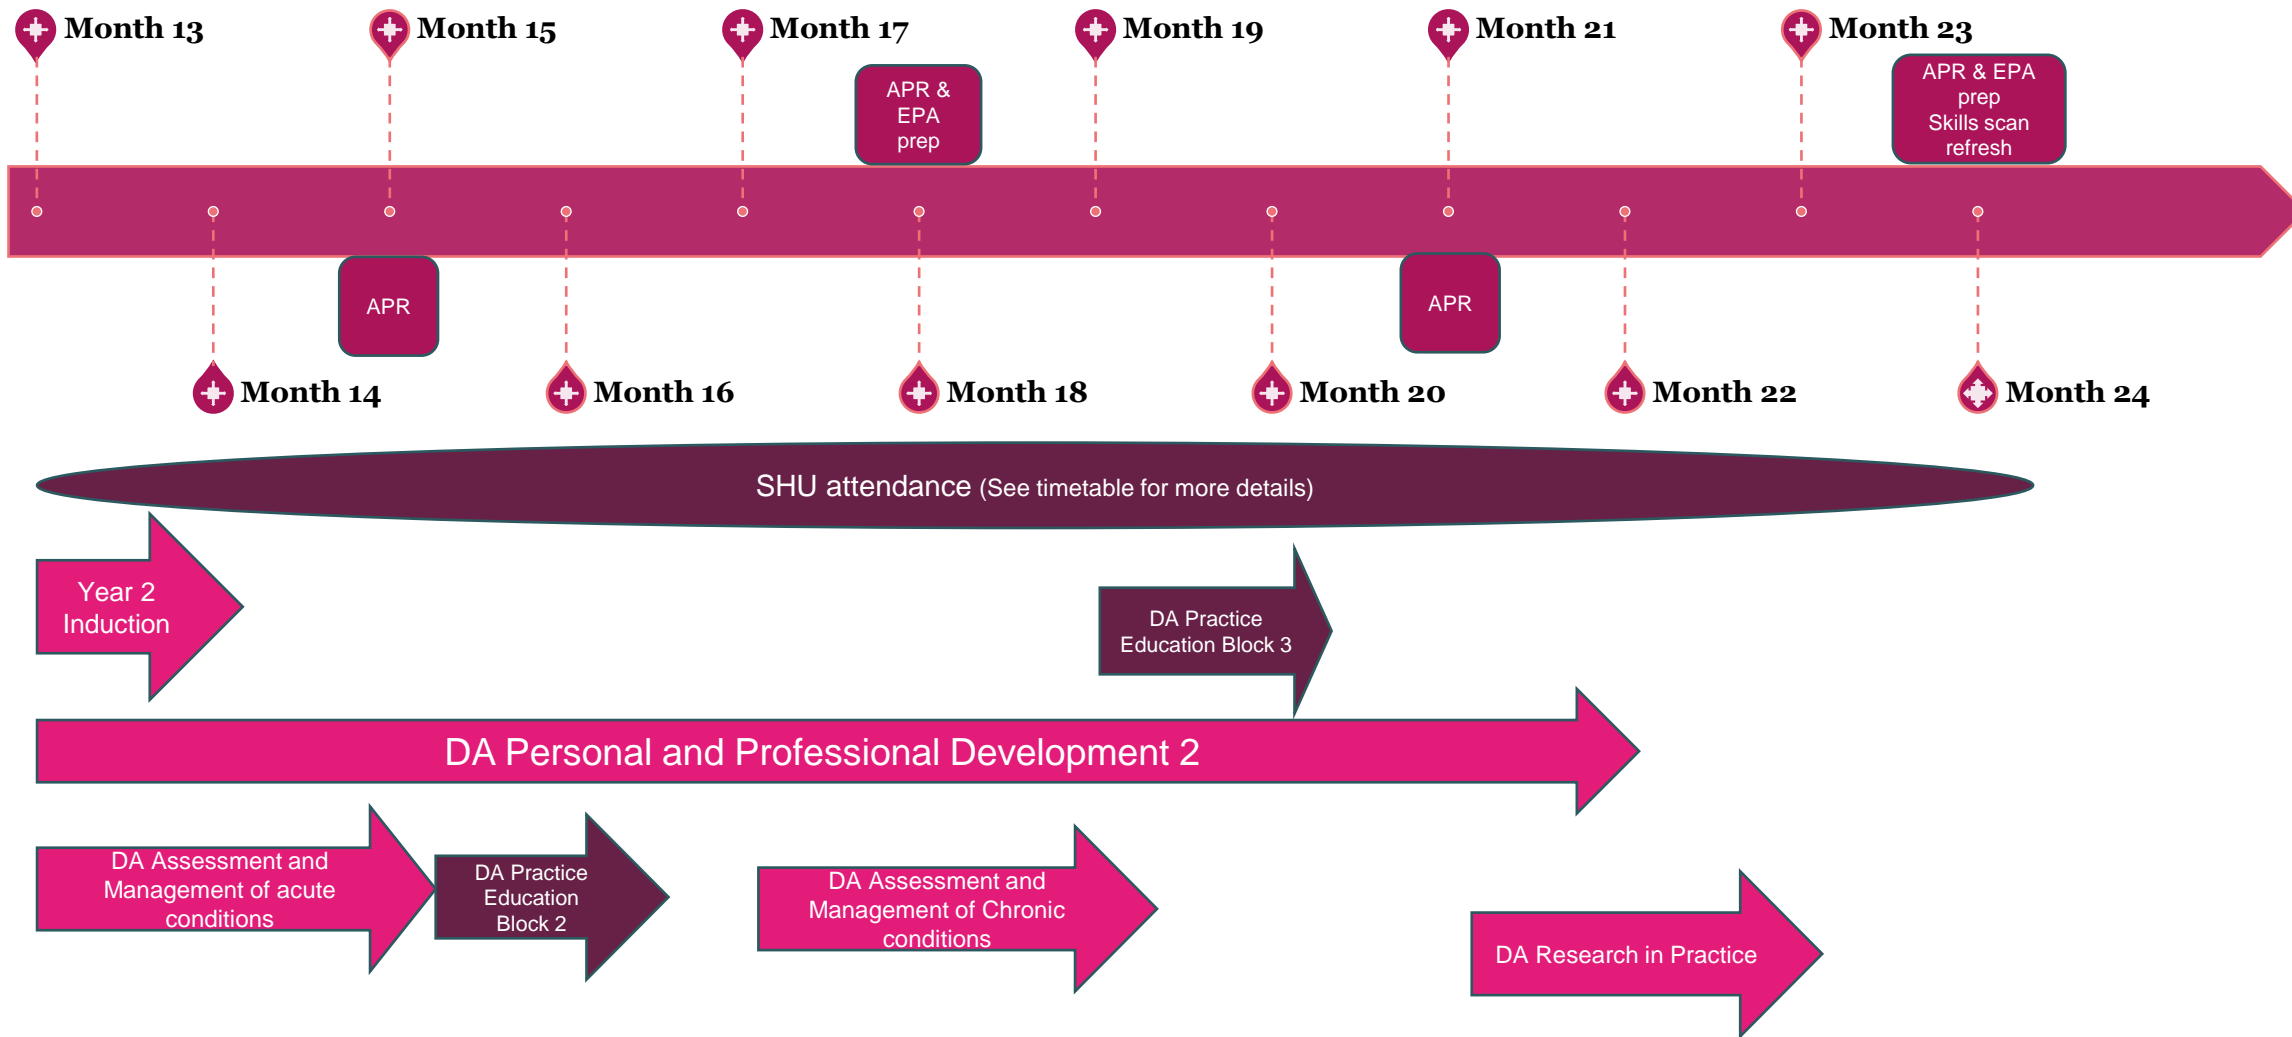 Month 13
Month 15
Month 17
Month 19
Month 21
Month 23
APR &
EPA
prep
APR & EPA
prep
Skills scan
refresh
APR
APR
Month 14
Month 16
Month 18
Month 20
Month 22
Month 24
SHU attendance (See timetable for more details)
Year 2
Induction
DA Practice
Education Block 3
DA Personal and Professional Development 2
DA Assessment and
Management of acute
conditions
DA Practice
Education
Block 2
DA Assessment and
Management of Chronic
conditions
DA Research in Practice